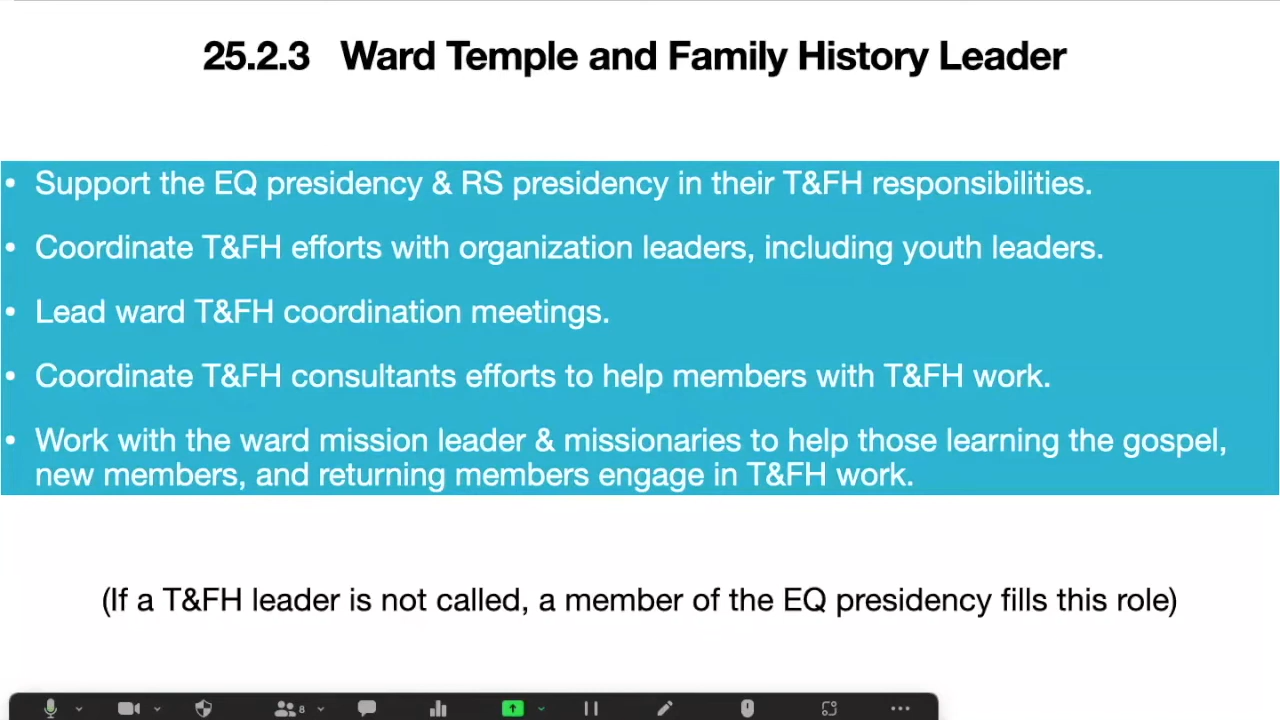 25.2.3 Ward Temple and Family History Leader
• Support the EQ presidency & RS presidency in their T&FH responsibilities.
• Coordinate T&FH efforts with organization leaders, including youth leaders.
• Lead ward T&FH coordination meetings.
• Coordinate T&FH consultants efforts to help members with T&FH work.
• Work with the ward mission leader & missionaries to help those learning the gospel,
new members, and returning members engage in T&FH work.
(If a T&FH leader is not called, a member of the EQ presidency fills this role)
8